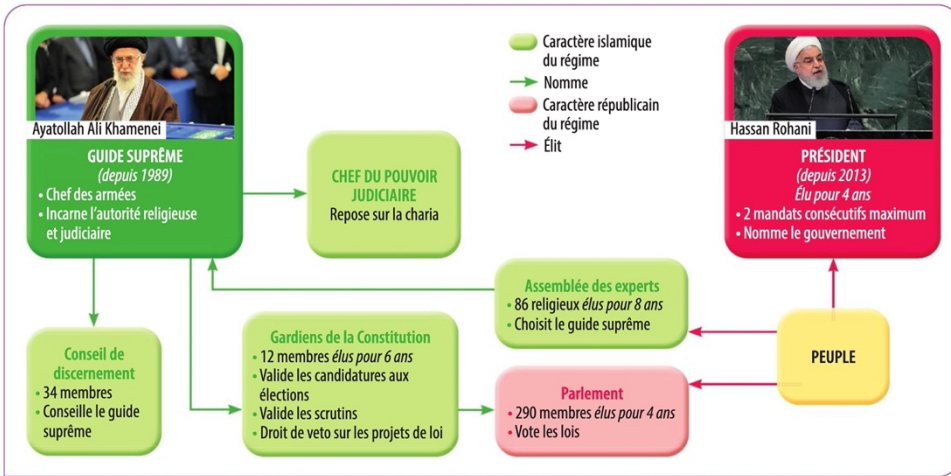 Ayatollah Ali Khamenei
GUIDE SUPRÊME
(depuis 1989)
• Chef des armées
• Incarne l'autorité religieuse
et judiciaire
CHEF DU POUVOIR
JUDICIAIRE
Repose sur la charia
Caractère islamique
du régime
Nomme
Caractère républicain
du régime
Élit
Hassan Rohani
PRÉSIDENT
(depuis 2013)
Élu pour 4 ans
• 2 mandats consécutifs maximum
• Nomme le gouvernement
Assemblée des experts
• 86 religieux élus pour 8 ans
• Choisit le guide suprême
PEUPLE
Conseil de
discernement
• 34 membres
• Conseille le guide
suprême
Gardiens de la Constitution
• 12 membres élus pour 6 ans
• Valide les candidatures aux
élections
• Valide les scrutins
• Droit de veto sur les projets de loi
Parlement
• 290 membres élus pour 4 ans
• Vote les lois